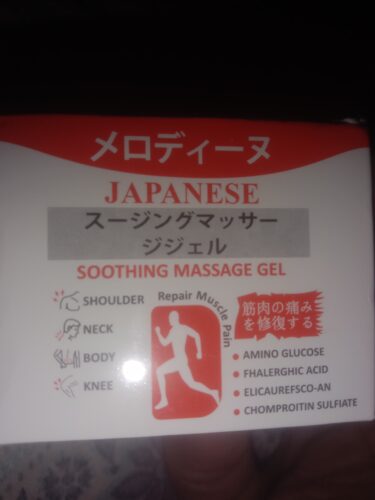 メロディーヌ
JAPANESE
スージングマッサー
ジジェル
SOOTHING MASSAGE GEL
SHOULDER
NECK
BODY
KNEE
Repair Muscle Pain
筋肉の痛み
を修復する
• AMINO GLUCOSE
• FHALERGHIC ACID
• ELICAUREFSCO-AN
• CHOMPROITIN SULFIATE